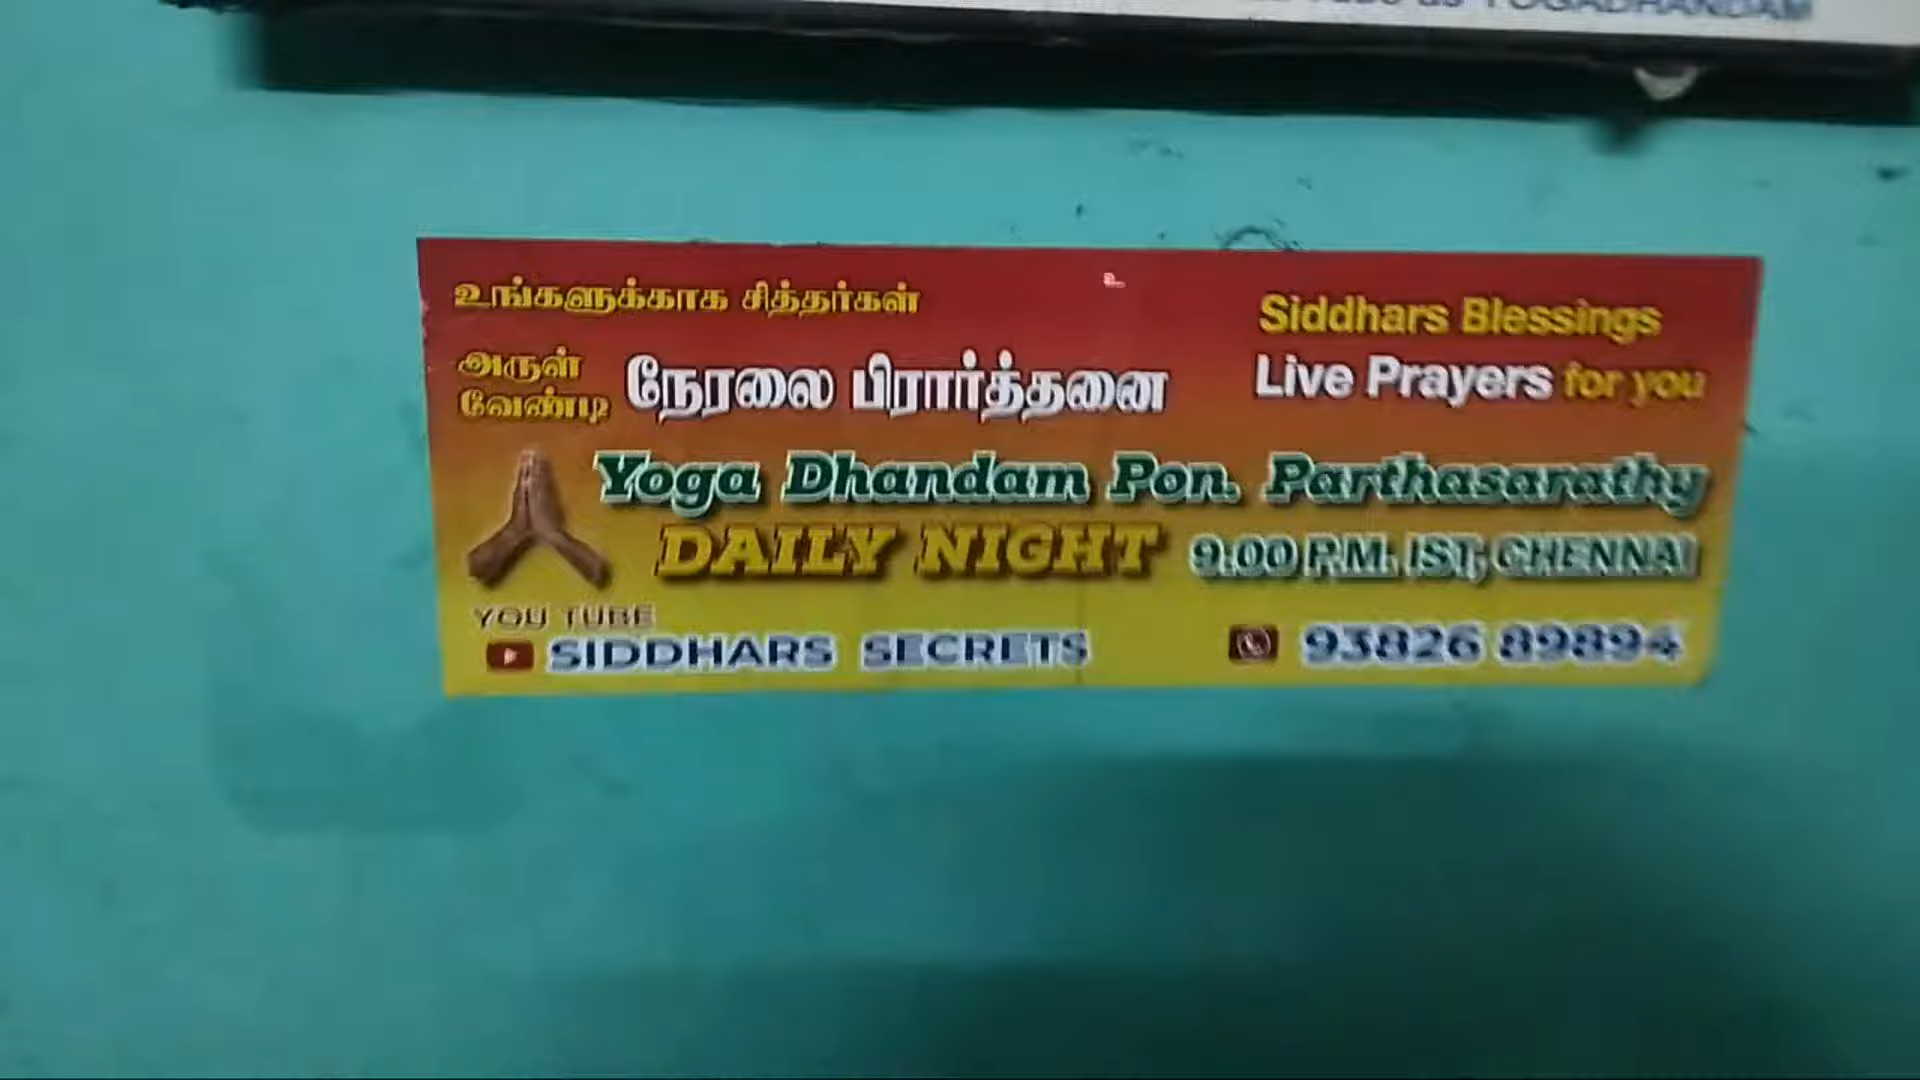 YOGADHANDAM
உ
உங்களுக்காக சித்தர்கள்
அருள் வேண்டி நேரலை பிரார்த்தனை
Siddhars Blessings
Live Prayers for you
Yoga Dhandam Pon. Parthasarathy
DAILY NIGHT 9.00 P.M. IST, CHENNAI
YOU TUBE
SIDDHARS SECRETS
93826 89894